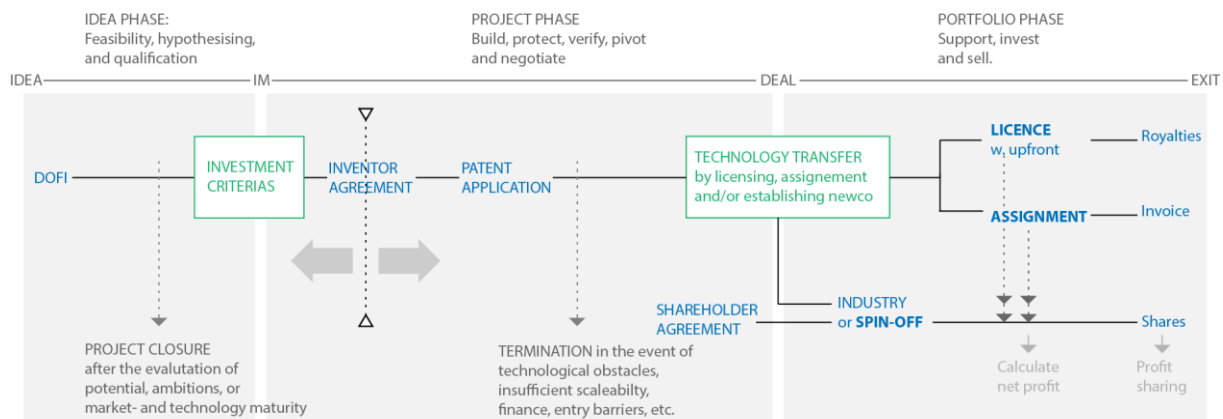 IDEA PHASE:
Feasibility, hypothesising,
and qualification
PROJECT PHASE
Build, protect, verify, pivot
and negotiate
PORTFOLIO PHASE
Support, invest
and sell.
IDEA
IM
DEAL
EXIT
DOFI
INVESTMENT
CRITERIAS
INVENTOR
AGREEMENT
PATENT
APPLICATION
TECHNOLOGY TRANSFER
by licensing, assignement
and/or establishing newco
LICENCE
w. upfront
Royalties
ASSIGNMENT
Invoice
SHAREHOLDER
AGREEMENT
INDUSTRY
or SPIN-OFF
Shares
PROJECT CLOSURE
after the evalutation of
potential, ambitions, or
market- and technology maturity
TERMINATION in the event of
technological obstacles,
insufficient scaleabilty,
finance, entry barriers, etc.
Calculate
net profit
Profit
sharing